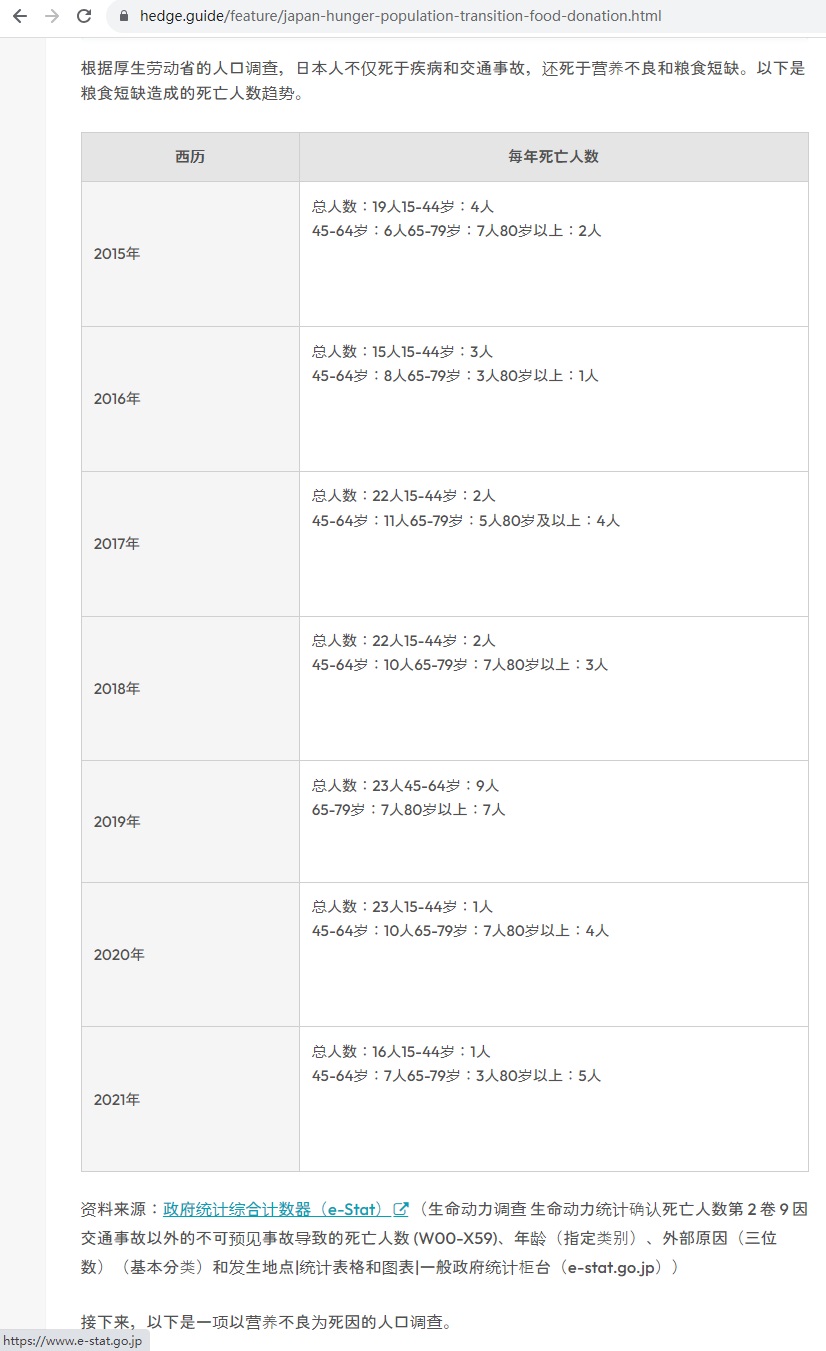 hedge.guide/feature/japan-hunger-population-transition-food-donation.html
根据厚生劳动省的人口调查，日本人不仅死于疾病和交通事故，还死于营养不良和粮食短缺。以下是
粮食短缺造成的死亡人数趋势。
西历 每年死亡人数
总人数：19人15-44岁：4人
45-64岁：6人65-79岁：7人80岁以上：2人
2015年
总人数：15人15-44岁：3人
45-64岁：8人65-79岁：3人80岁以上：1人
2016年
总人数：22人15-44岁：2人
45-64岁：11人65-79岁：5人80岁及以上：4人
2017年
总人数：22人15-44岁：2人
45-64岁：10人65-79岁：7人80岁以上：3人
2018年
总人数：23人45-64岁：9人
65-79岁：7人80岁以上：7人
2019年
总人数：23人15-44岁：1人
45-64岁：10人65-79岁：7人80岁以上：4人
2020年
总人数：16人15-44岁：1人
45-64岁：7人65-79岁：3人80岁以上：5人
2021年
资料来源：政府统计综合计数器（e-Stat）（生命动力调查 生命动力统计确认死亡人数第 2 卷 9 因
交通事故以外的不可预见事故导致的死亡人数 (W00-X59)、年龄（指定类别）、外部原因（三位
数）（基本分类）和发生地点|统计表格和图表|一般政府统计柜台（e-stat.go.jp））
接下来，以下是一项以营养不良为死因的人口调查。
https://www.e-stat.go.jp